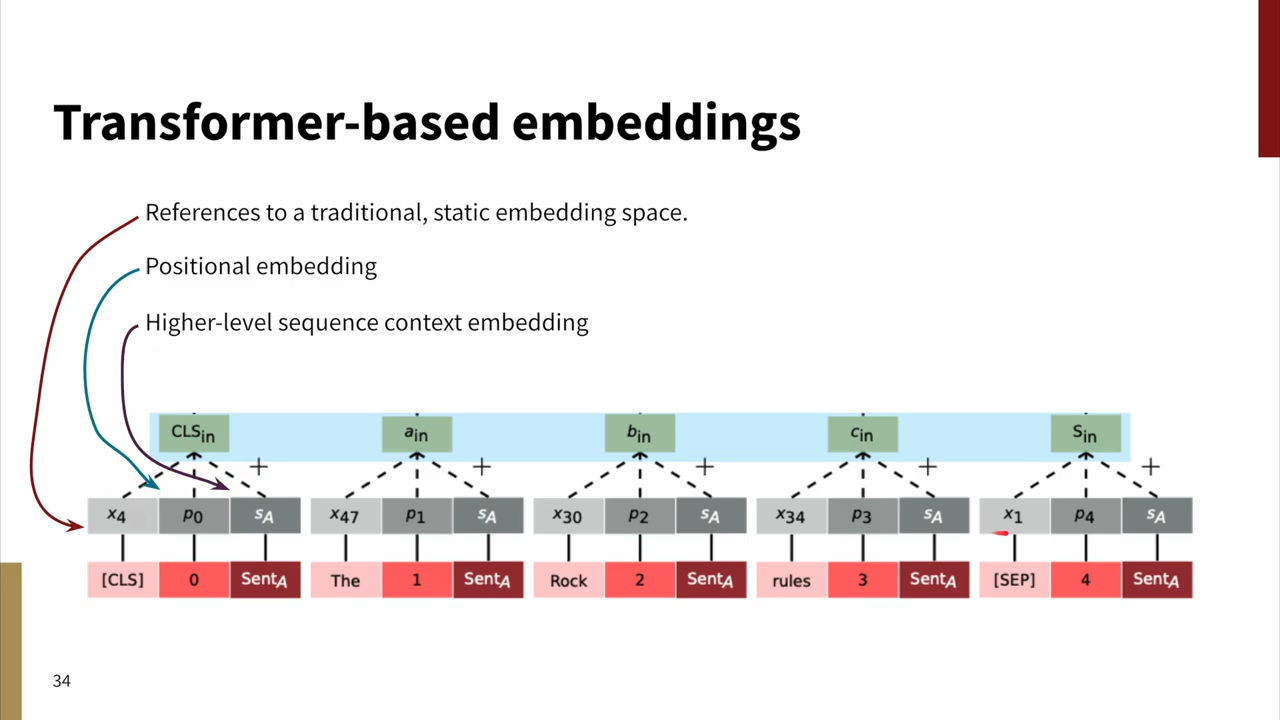 Transformer-based embeddings
References to a traditional, static embedding space.
Positional embedding
Higher-level sequence context embedding
CLSin ain bin cin Sin
+ + + + +
x4 p0 sA x47 p1 sA x30 p2 sA x34 p3 sA x1 p4 sA
[CLS] 0 SentA The 1 SentA Rock 2 SentA rules 3 SentA [SEP] 4 SentA
34